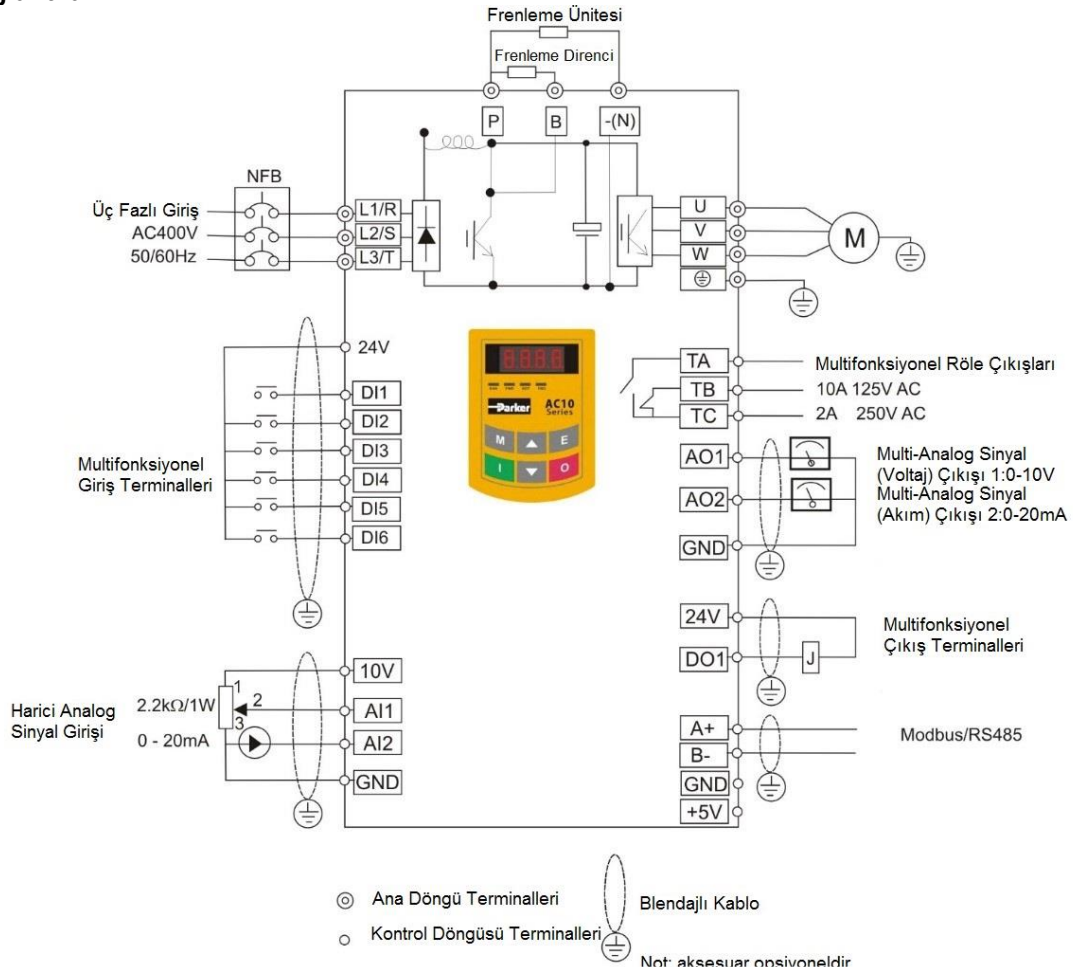 Frenleme Ünitesi
Frenleme Direnci
P
B
-(N)
NFB
Üç Fazlı Giriş
AC400V
50/60Hz
L1/R
L2/S
L3/T
U
V
W
M
24V
DI1
DI2
DI3
DI4
DI5
DI6
Multifonksiyonel
Giriş Terminalleri
Parker
AC10
Series
M
E
I
O
TA
TB
TC
Multifonksiyonel Röle Çıkışları
10A 125V AC
2A 250V AC
AO1
AO2
GND
Multi-Analog Sinyal
(Voltaj) Çıkışı 1:0-10V
Multi-Analog Sinyal
(Akım) Çıkışı 2:0-20mA
24V
DO1
J
Multifonksiyonel
Çıkış Terminalleri
Harici Analog
Sinyal Girişi
2.2kΩ/1W
0 - 20mA
1
2
3
10V
AI1
AI2
GND
A+
B-
GND
+5V
Modbus/RS485
Ana Döngü Terminalleri
Kontrol Döngüsü Terminalleri
Blendajlı Kablo
Not: aksesuar opsiyoneldir